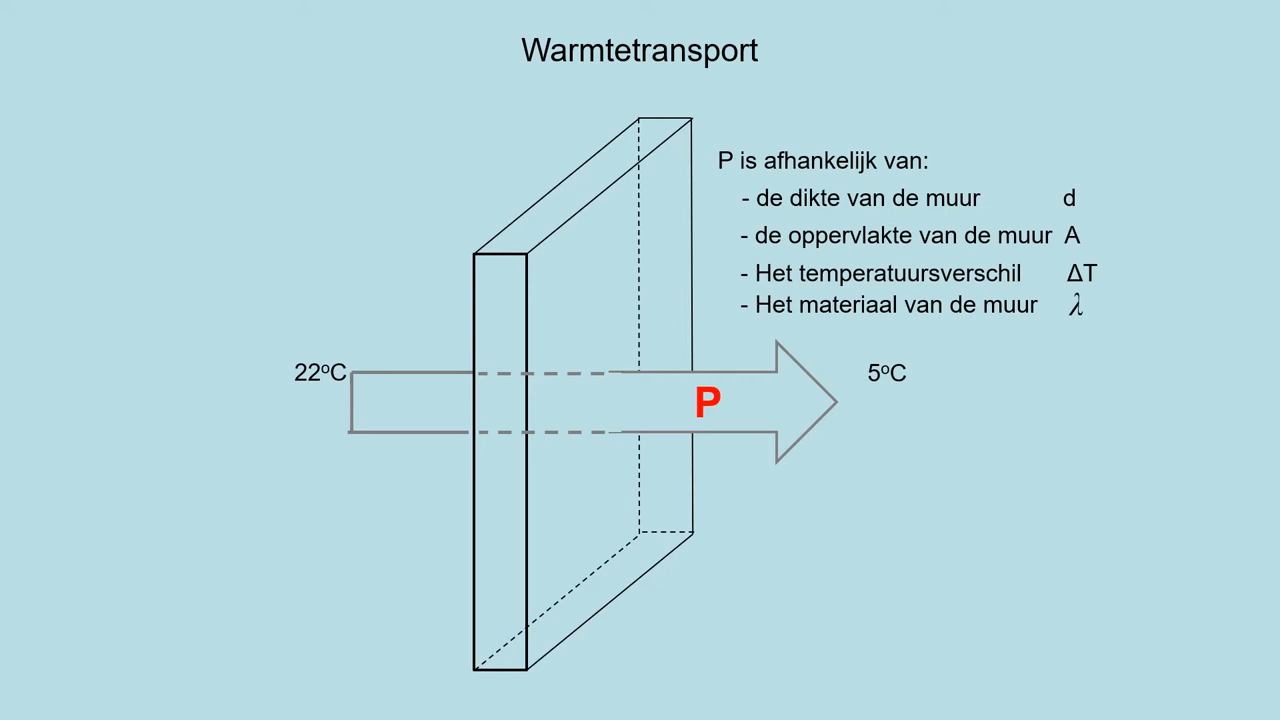 Warmtetransport
P is afhankelijk van:
- de dikte van de muur d
- de oppervlakte van de muur A
- Het temperatuursverschil ΔT
- Het materiaal van de muur λ
22°C
5°C
P